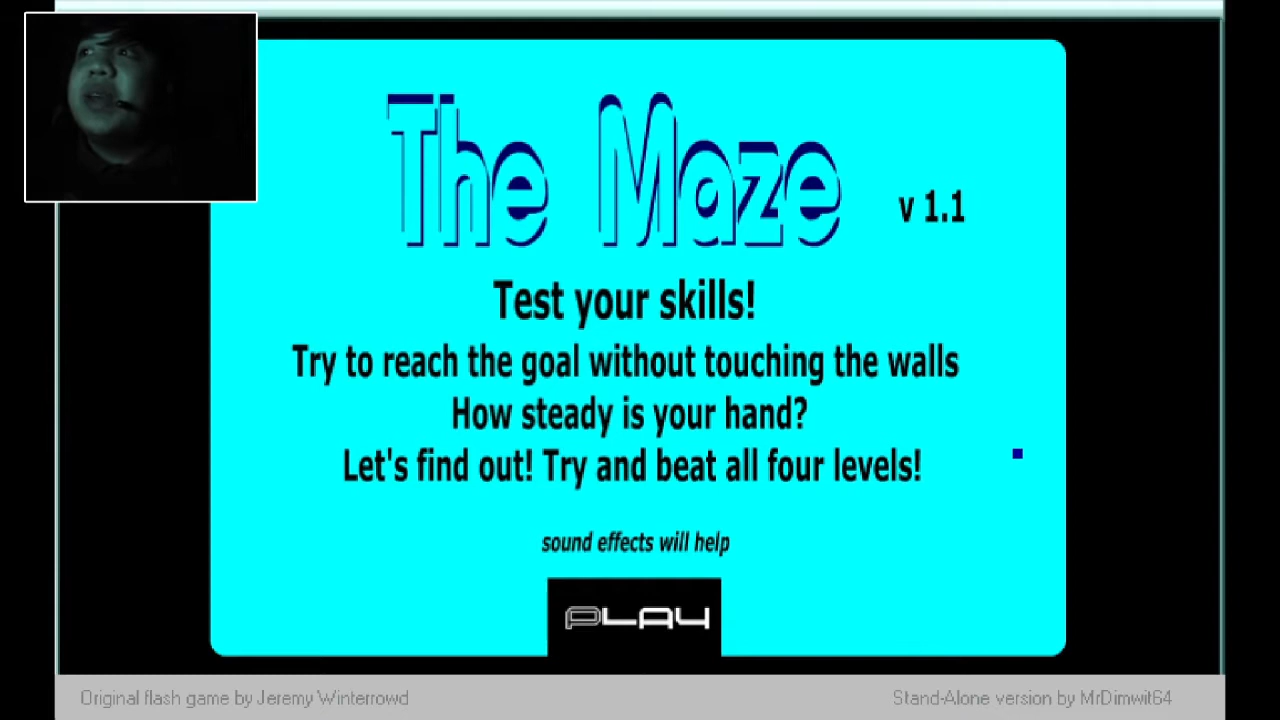 The Maze
v 1.1
Test your skills!
Try to reach the goal without touching the walls
How steady is your hand?
Let's find out! Try and beat all four levels!
sound effects will help
PLAY
Original flash game by Jeremy Winterrowd
Stand-Alone version by MrDimwit64